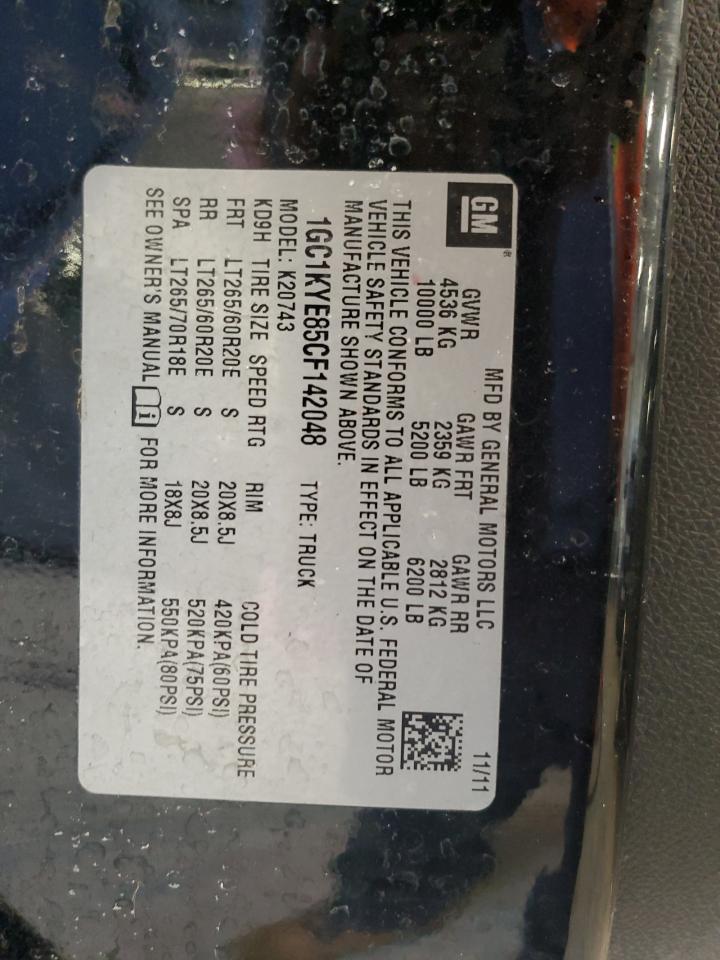 GM®
MFD BY GENERAL MOTORS LLC 11/11
GVWR GAWR FRT GAWR RR
4536 KG 2359 KG 2812 KG
10000 LB 5200 LB 6200 LB
THIS VEHICLE CONFORMS TO ALL APPLICABLE U.S. FEDERAL MOTOR
VEHICLE SAFETY STANDARDS IN EFFECT ON THE DATE OF
MANUFACTURE SHOWN ABOVE.
1GC1KYE85CF142048 TYPE: TRUCK
MODEL: K20743
KD9H TIRE SIZE SPEED RTG RIM COLD TIRE PRESSURE
FRT LT265/60R20E S 20X8.5J 420KPA(60PSI)
RR LT265/60R20E S 20X8.5J 520KPA(75PSI)
SPA LT265/70R18E S 18X8J 550KPA(80PSI)
SEE OWNER'S MANUAL i FOR MORE INFORMATION.